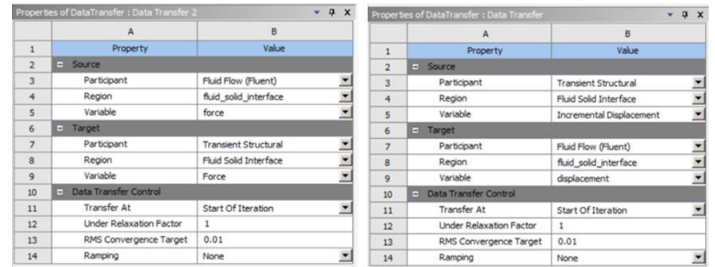 Properties of DataTransfer : Data Transfer 2
A B
1 Property Value
2 Source
3 Participant Fluid Flow (Fluent)
4 Region fluid_solid_interface
5 Variable force
6 Target
7 Participant Transient Structural
8 Region Fluid Solid Interface
9 Variable Force
10 Data Transfer Control
11 Transfer At Start Of Iteration
12 Under Relaxation Factor 1
13 RMS Convergence Target 0.01
14 Ramping None
Properties of DataTransfer : Data Transfer
A B
1 Property Value
2 Source
3 Participant Transient Structural
4 Region Fluid Solid Interface
5 Variable Incremental Displacement
6 Target
7 Participant Fluid Flow (Fluent)
8 Region fluid_solid_interface
9 Variable displacement
10 Data Transfer Control
11 Transfer At Start Of Iteration
12 Under Relaxation Factor 1
13 RMS Convergence Target 0.01
14 Ramping None